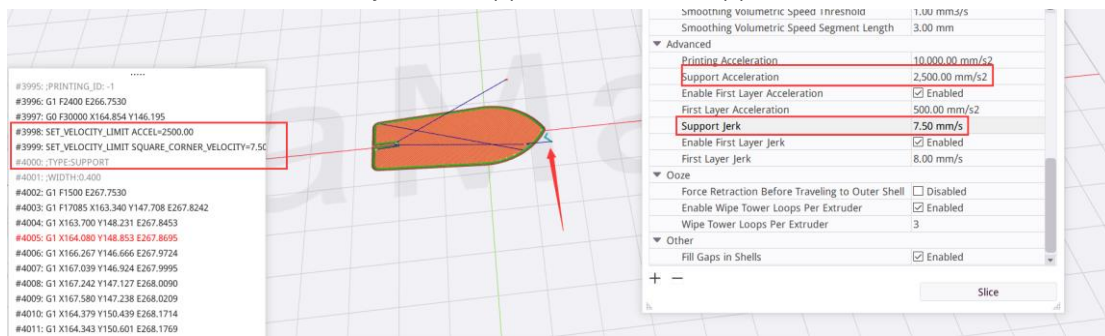 .....
#3995: ;PRINTING_ID: -1
#3996: G1 F2400 E266.7530
#3997: G0 F30000 X164.854 Y146.195
#3998: SET_VELOCITY_LIMIT ACCEL=2500.00
#3999: SET_VELOCITY_LIMIT SQUARE_CORNER_VELOCITY=7.50
#4000: ;TYPE:SUPPORT
#4001: ;WIDTH:0.400
#4002: G1 F1500 E267.7530
#4003: G1 F17085 X163.340 Y147.708 E267.8242
#4004: G1 X163.700 Y148.231 E267.8453
#4005: G1 X164.080 Y148.853 E267.8695
#4006: G1 X166.267 Y146.666 E267.9724
#4007: G1 X167.039 Y146.924 E267.9995
#4008: G1 X167.242 Y147.127 E268.0090
#4009: G1 X167.580 Y147.238 E268.0209
#4010: G1 X164.379 Y150.439 E268.1714
#4011: G1 X164.343 Y150.601 E268.1769
a Ma
Smoothing Volumetric Speed Threshold 1.00 mm3/s
Smoothing Volumetric Speed Segment Length 3.00 mm
Advanced
Printing Acceleration 10,000.00 mm/s2
Support Acceleration 2,500.00 mm/s2
Enable First Layer Acceleration Enabled
First Layer Acceleration 500.00 mm/s2
Support Jerk 7.50 mm/s
Enable First Layer Jerk Enabled
First Layer Jerk 8.00 mm/s
Ooze
Force Retraction Before Traveling to Outer Shell Disabled
Enable Wipe Tower Loops Per Extruder Enabled
Wipe Tower Loops Per Extruder 3
Other
Fill Gaps in Shells Enabled
+ −
Slice